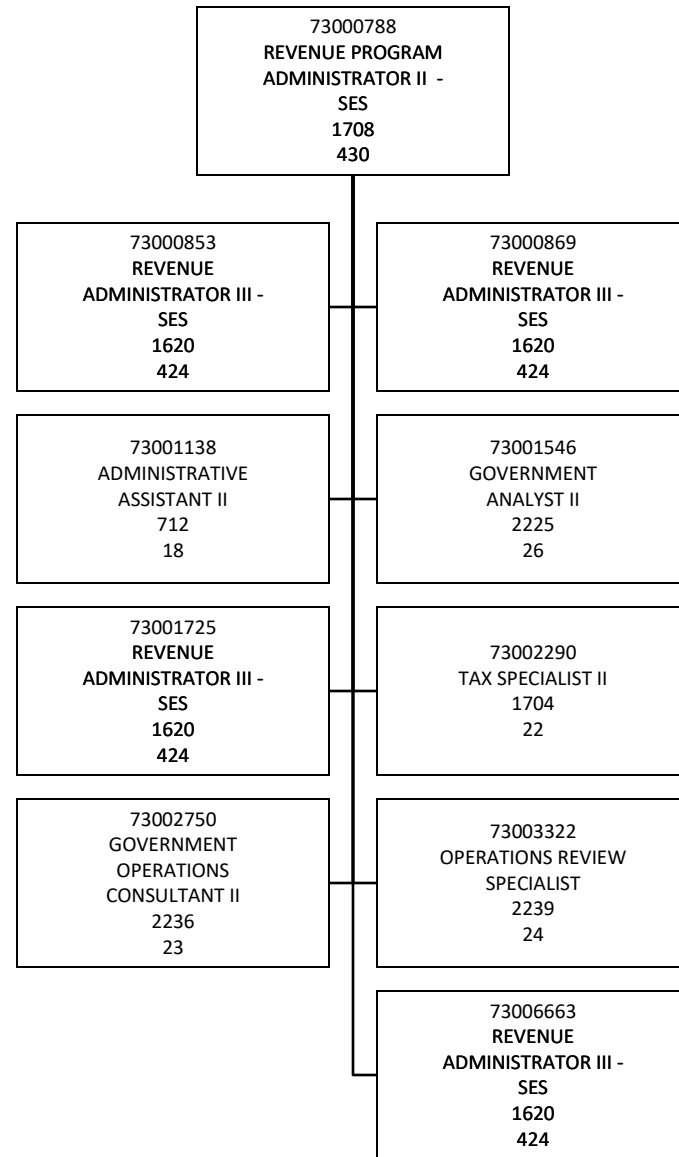 73000788
REVENUE PROGRAM
ADMINISTRATOR II -
SES
1708
430
73000853
REVENUE
ADMINISTRATOR III -
SES
1620
424
73000869
REVENUE
ADMINISTRATOR III -
SES
1620
424
73001138
ADMINISTRATIVE
ASSISTANT II
712
18
73001546
GOVERNMENT
ANALYST II
2225
26
73001725
REVENUE
ADMINISTRATOR III -
SES
1620
424
73002290
TAX SPECIALIST II
1704
22
73002750
GOVERNMENT
OPERATIONS
CONSULTANT II
2236
23
73003322
OPERATIONS REVIEW
SPECIALIST
2239
24
73006663
REVENUE
ADMINISTRATOR III -
SES
1620
424